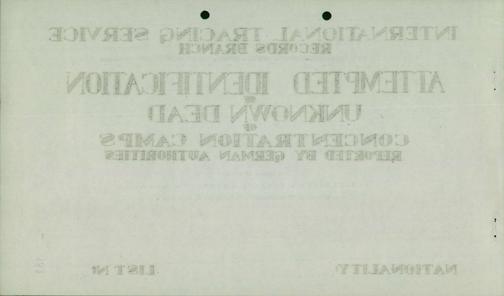 INTERNATIONAL TRACING SERVICE
RECORDS BRANCH
ATTEMPTED IDENTIFICATION
OF
UNKNOWN DEAD
OF
CONCENTRATION CAMPS
REPORTED BY GERMAN AUTHORITIES
NATIONALITY LIST Nº